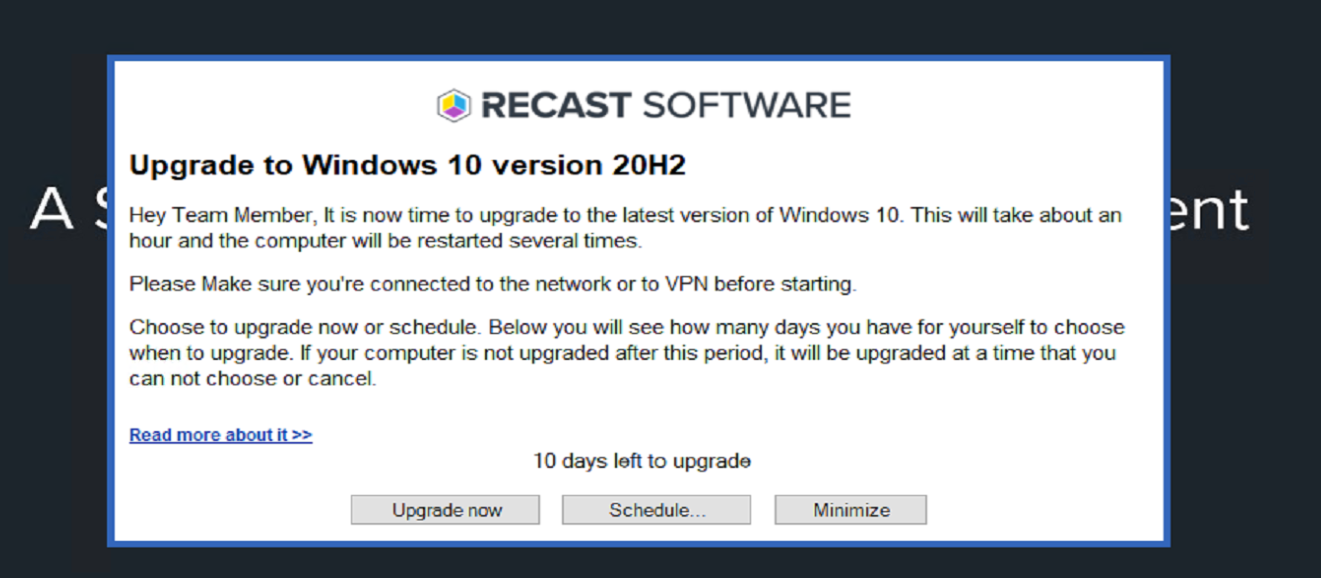 RECAST SOFTWARE
Upgrade to Windows 10 version 20H2
Hey Team Member, It is now time to upgrade to the latest version of Windows 10. This will take about an
hour and the computer will be restarted several times.
A
ent
Please Make sure you're connected to the network or to VPN before starting.
Choose to upgrade now or schedule. Below you will see how many days you have for yourself to choose
when to upgrade. If your computer is not upgraded after this period, it will be upgraded at a time that you
can not choose or cancel.
Read more about it >>
10 days left to upgrade
Upgrade now Schedule... Minimize